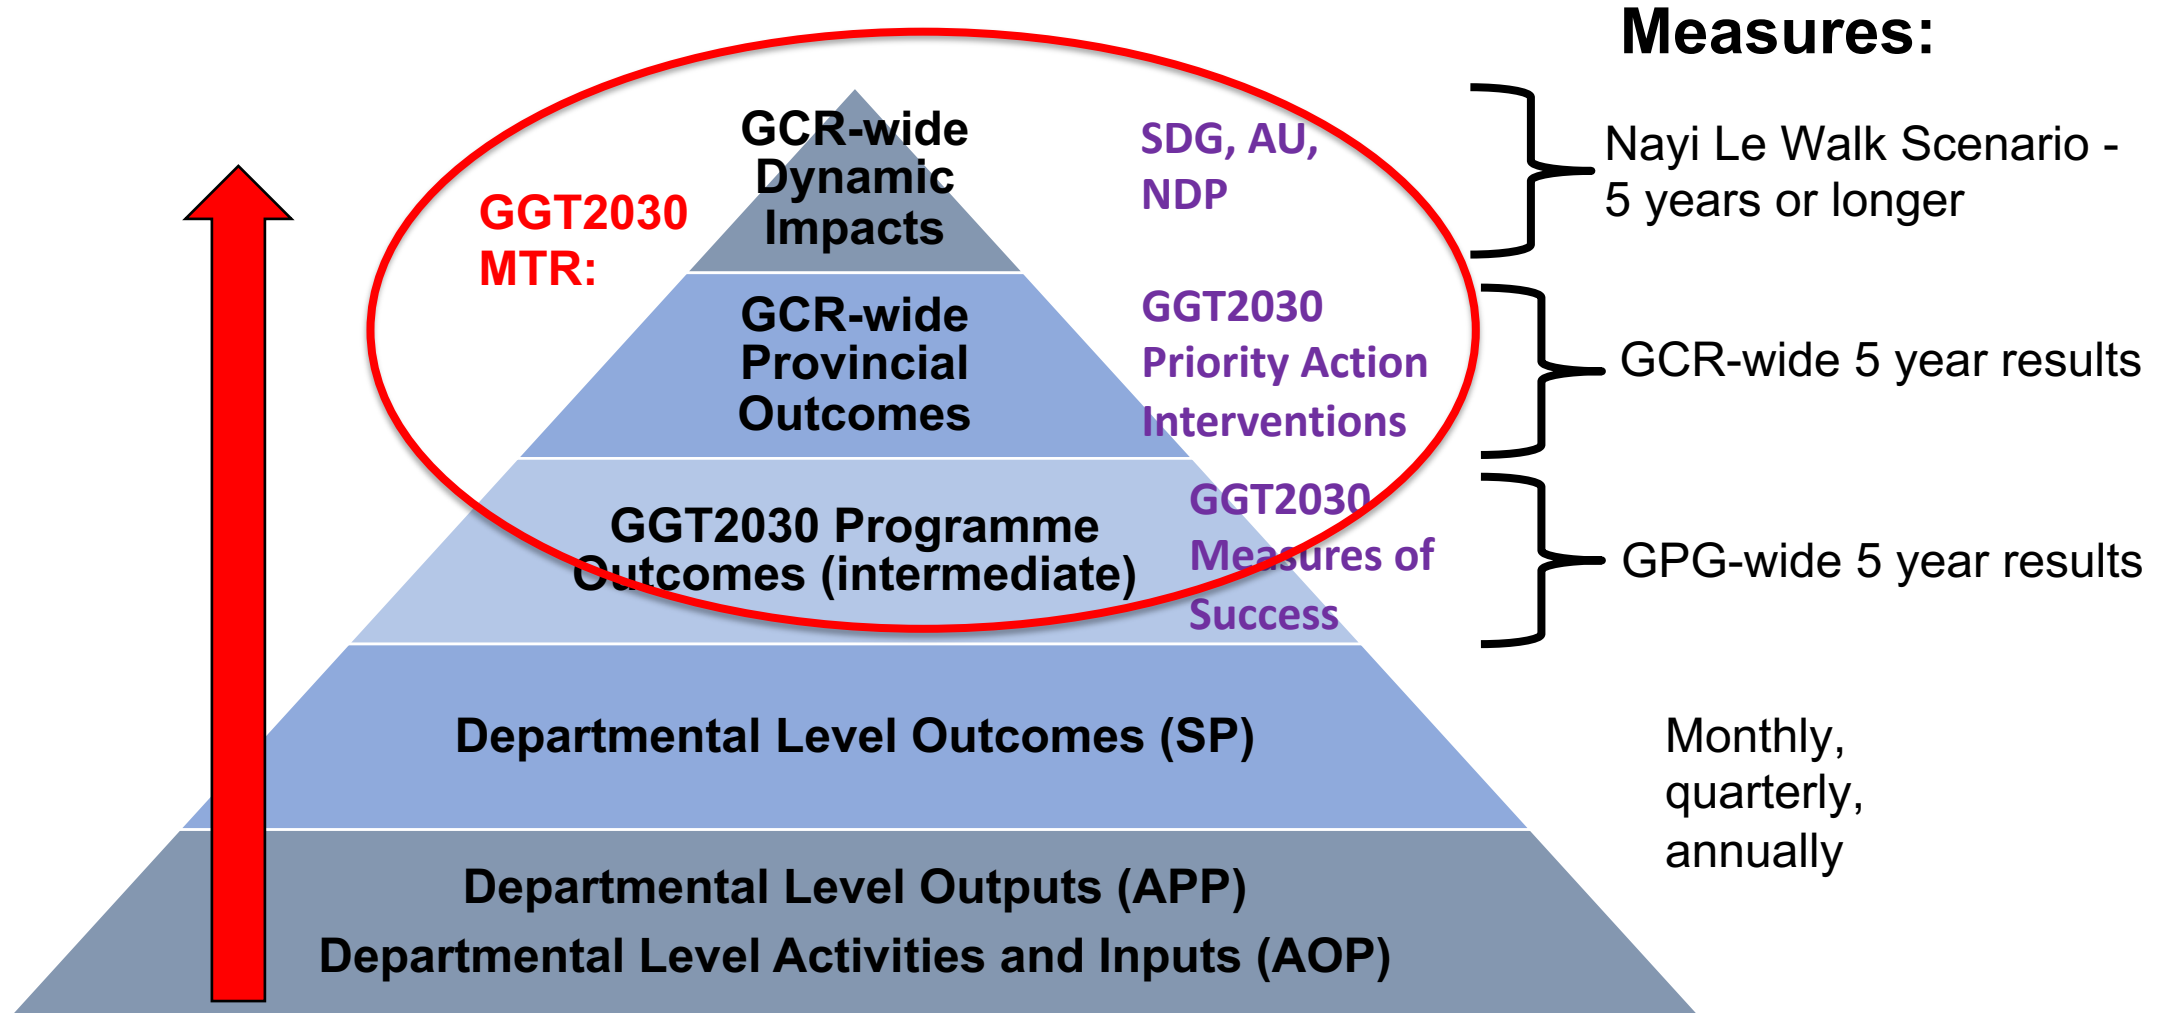 Measures:
GCR-wide
Dynamic
Impacts
SDG, AU,
NDP
Nayi Le Walk Scenario -
5 years or longer
GGT2030
MTR:
GCR-wide
Provincial
Outcomes
GGT2030
Priority Action
Interventions
GCR-wide 5 year results
GGT2030 Programme
Outcomes (intermediate)
GGT2030
Measures of
Success
GPG-wide 5 year results
Departmental Level Outcomes (SP)
Monthly,
quarterly,
annually
Departmental Level Outputs (APP)
Departmental Level Activities and Inputs (AOP)